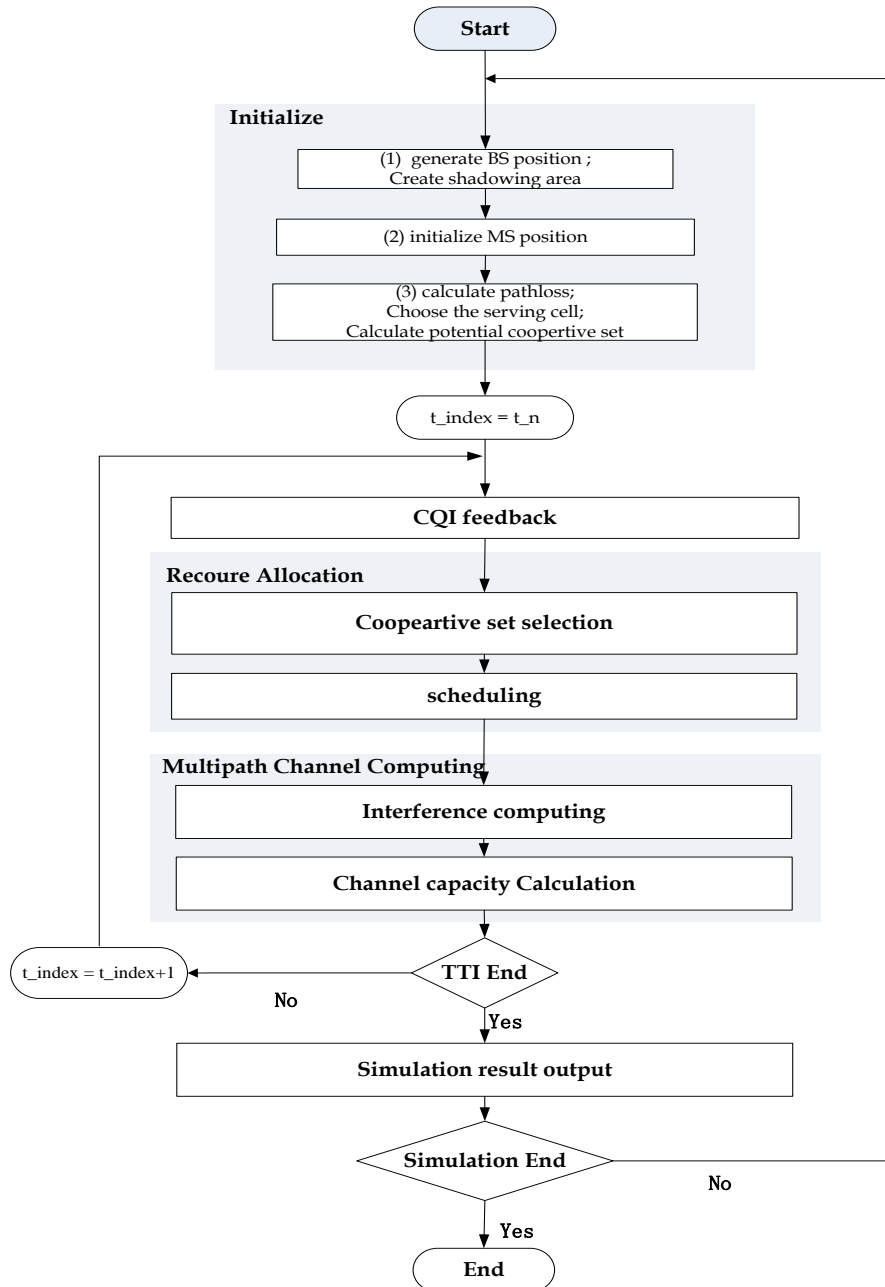 Start
Initialize
(1) generate BS position ;
Create shadowing area
(2) initialize MS position
(3) calculate pathloss;
Choose the serving cell;
Calculate potential coopertive set
t_index = t_n
CQI feedback
Recoure Allocation
Coopeartive set selection
scheduling
Multipath Channel Computing
Interference computing
Channel capacity Calculation
TTI End
t_index = t_index+1
No
Yes
Simulation result output
Simulation End
No
Yes
End